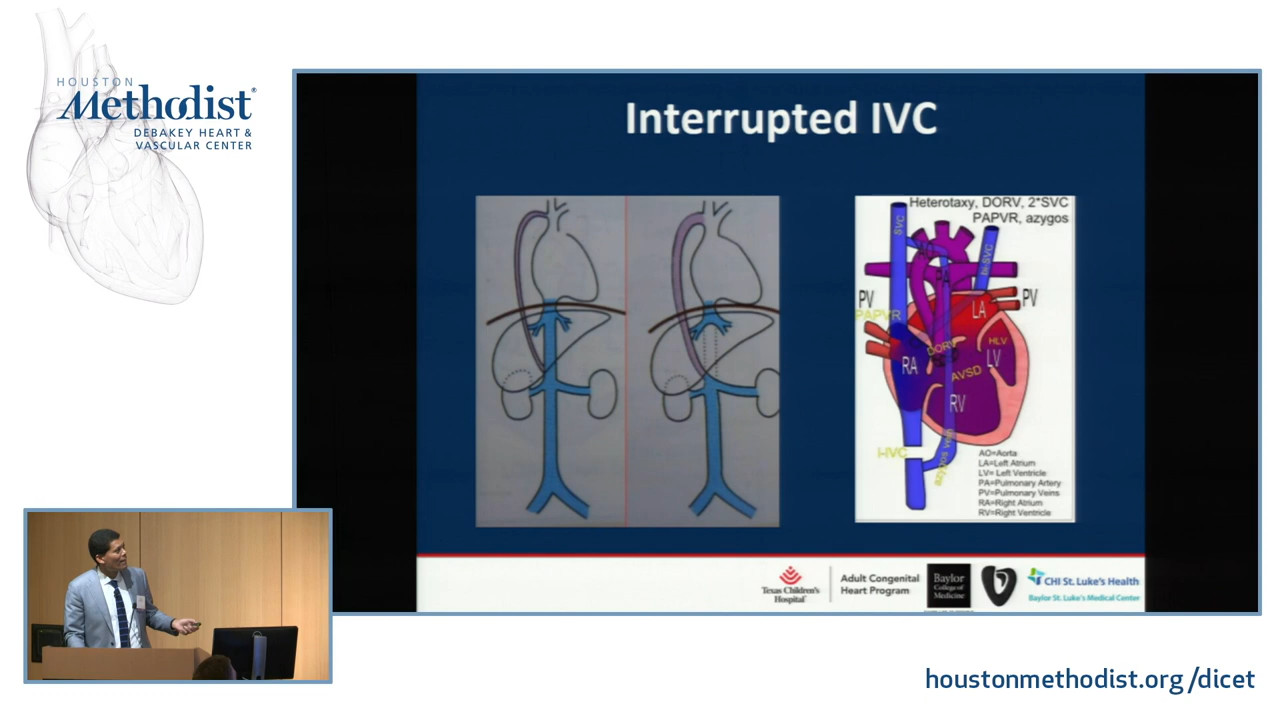 HOUSTON
Methodist®
DEBAKEY HEART &
VASCULAR CENTER
Interrupted IVC
Heterotaxy, DORV, 2*SVC
PAPVR, azygos
SVC
PA
PV
PAPVR
LA
PV
DORV
HLV
RA
LV
AVSD
RV
I-IVC
azygos vein
AO=Aorta
LA=Left Atrium
LV= Left Ventricle
PA=Pulmonary Artery
PV=Pulmonary Veins
RA=Right Atrium
RV=Right Ventricle
Texas Children's
Hospital
Adult Congenital
Heart Program
Baylor
College of
Medicine
CHI St. Luke's Health
Baylor St. Luke's Medical Center
houstonmethodist.org/dicet